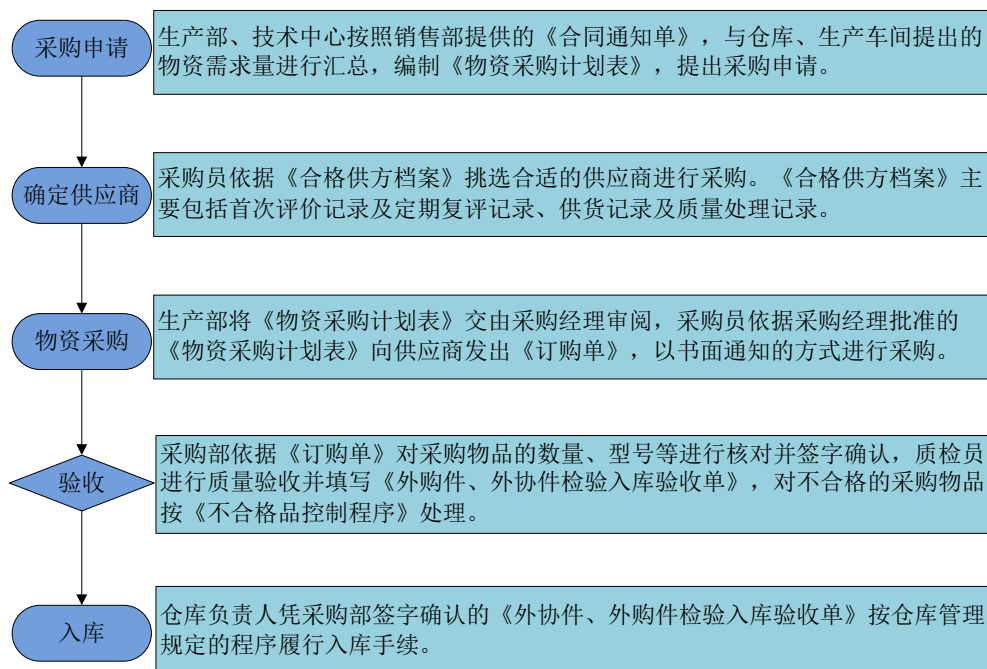 采购申请
生产部、技术中心按照销售部提供的《合同通知单》，与仓库、生产车间提出的
物资需求量进行汇总，编制《物资采购计划表》，提出采购申请。
确定供应商
采购员依据《合格供方档案》挑选合适的供应商进行采购。《合格供方档案》主
要包括首次评价记录及定期复评记录、供货记录及质量处理记录。
物资采购
生产部将《物资采购计划表》交由采购经理审阅，采购员依据采购经理批准的
《物资采购计划表》向供应商发出《订购单》，以书面通知的方式进行采购。
验收
采购部依据《订购单》对采购物品的数量、型号等进行核对并签字确认，质检员
进行质量验收并填写《外购件、外协件检验入库验收单》，对不合格的采购物品
按《不合格品控制程序》处理。
入库
仓库负责人凭采购部签字确认的《外协件、外购件检验入库验收单》按仓库管理
规定的程序履行入库手续。